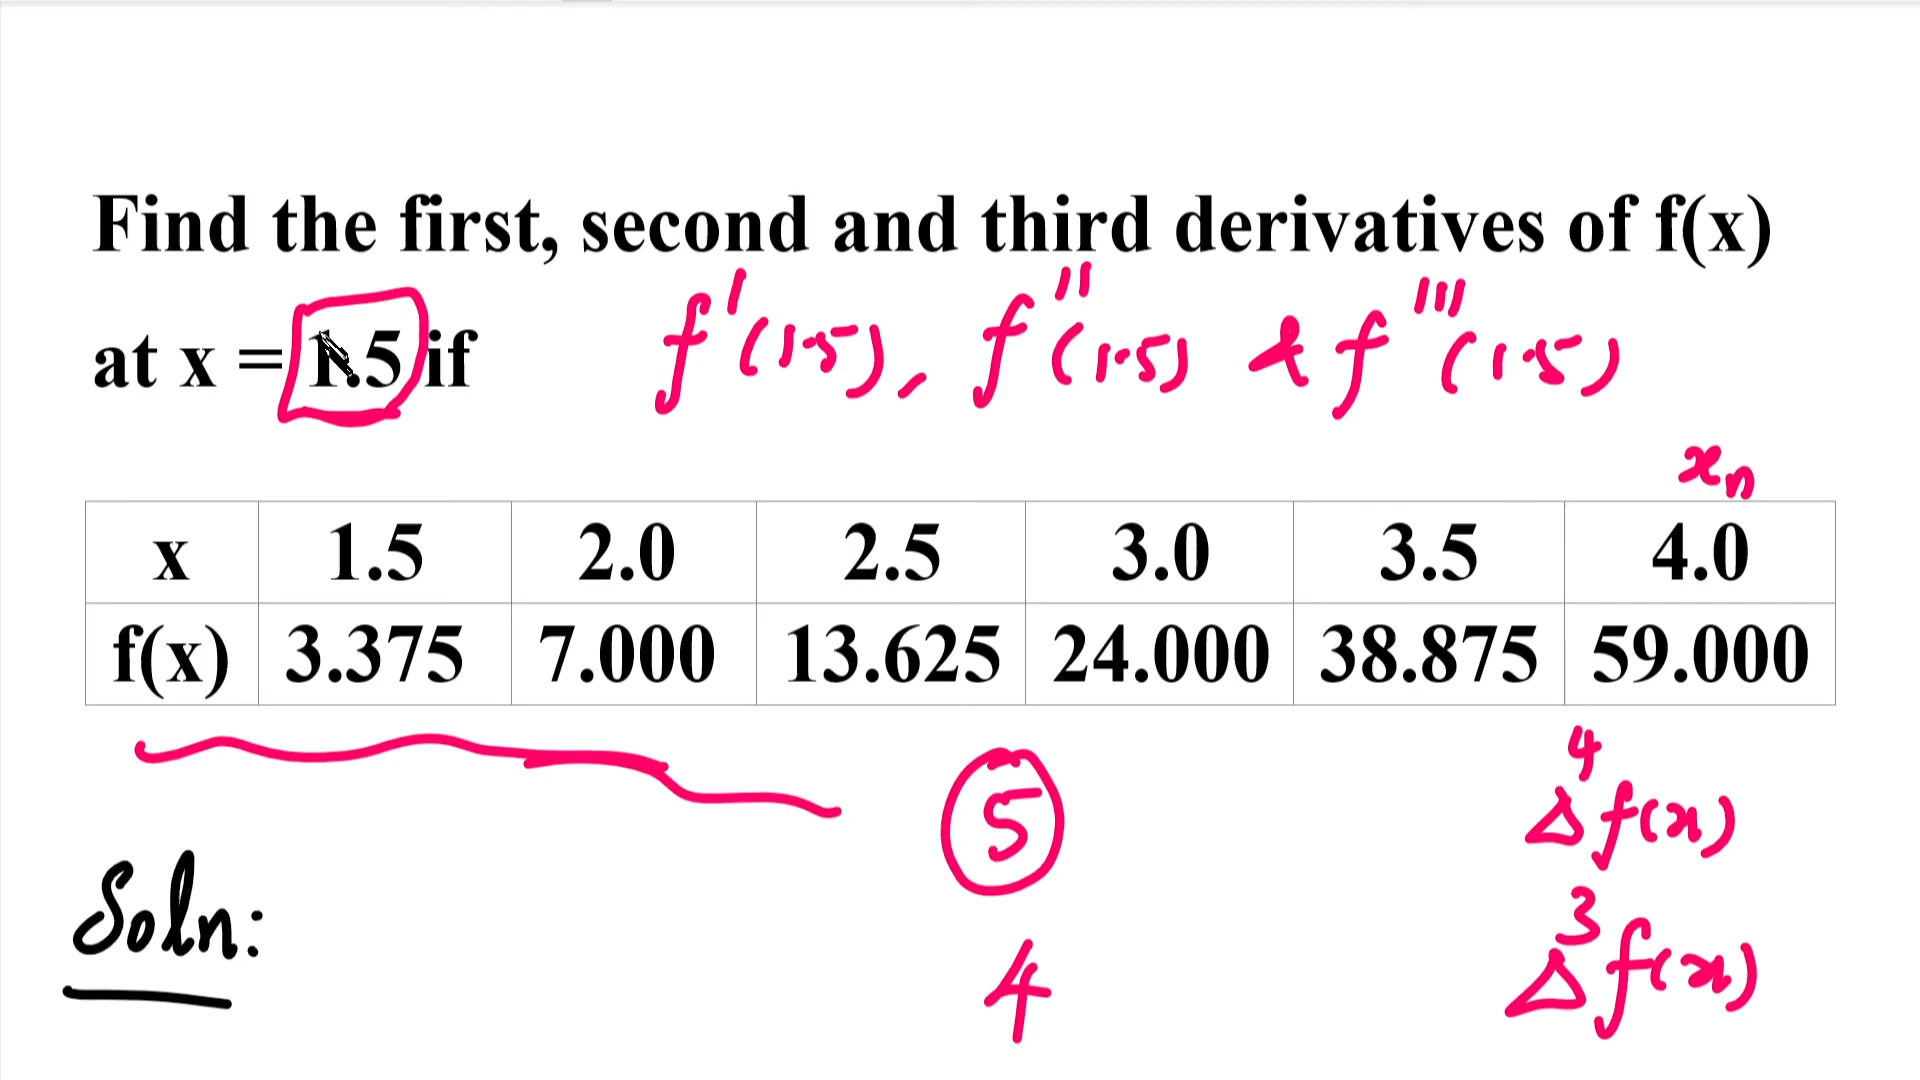 Find the first, second and third derivatives of f(x)
at x = 1.5 if f'(1.5), f''(1.5) & f'''(1.5)
xn
x 1.5 2.0 2.5 3.0 3.5 4.0
f(x) 3.375 7.000 13.625 24.000 38.875 59.000
5 Δ⁴f(x)
Soln:
4 Δ³f(x)